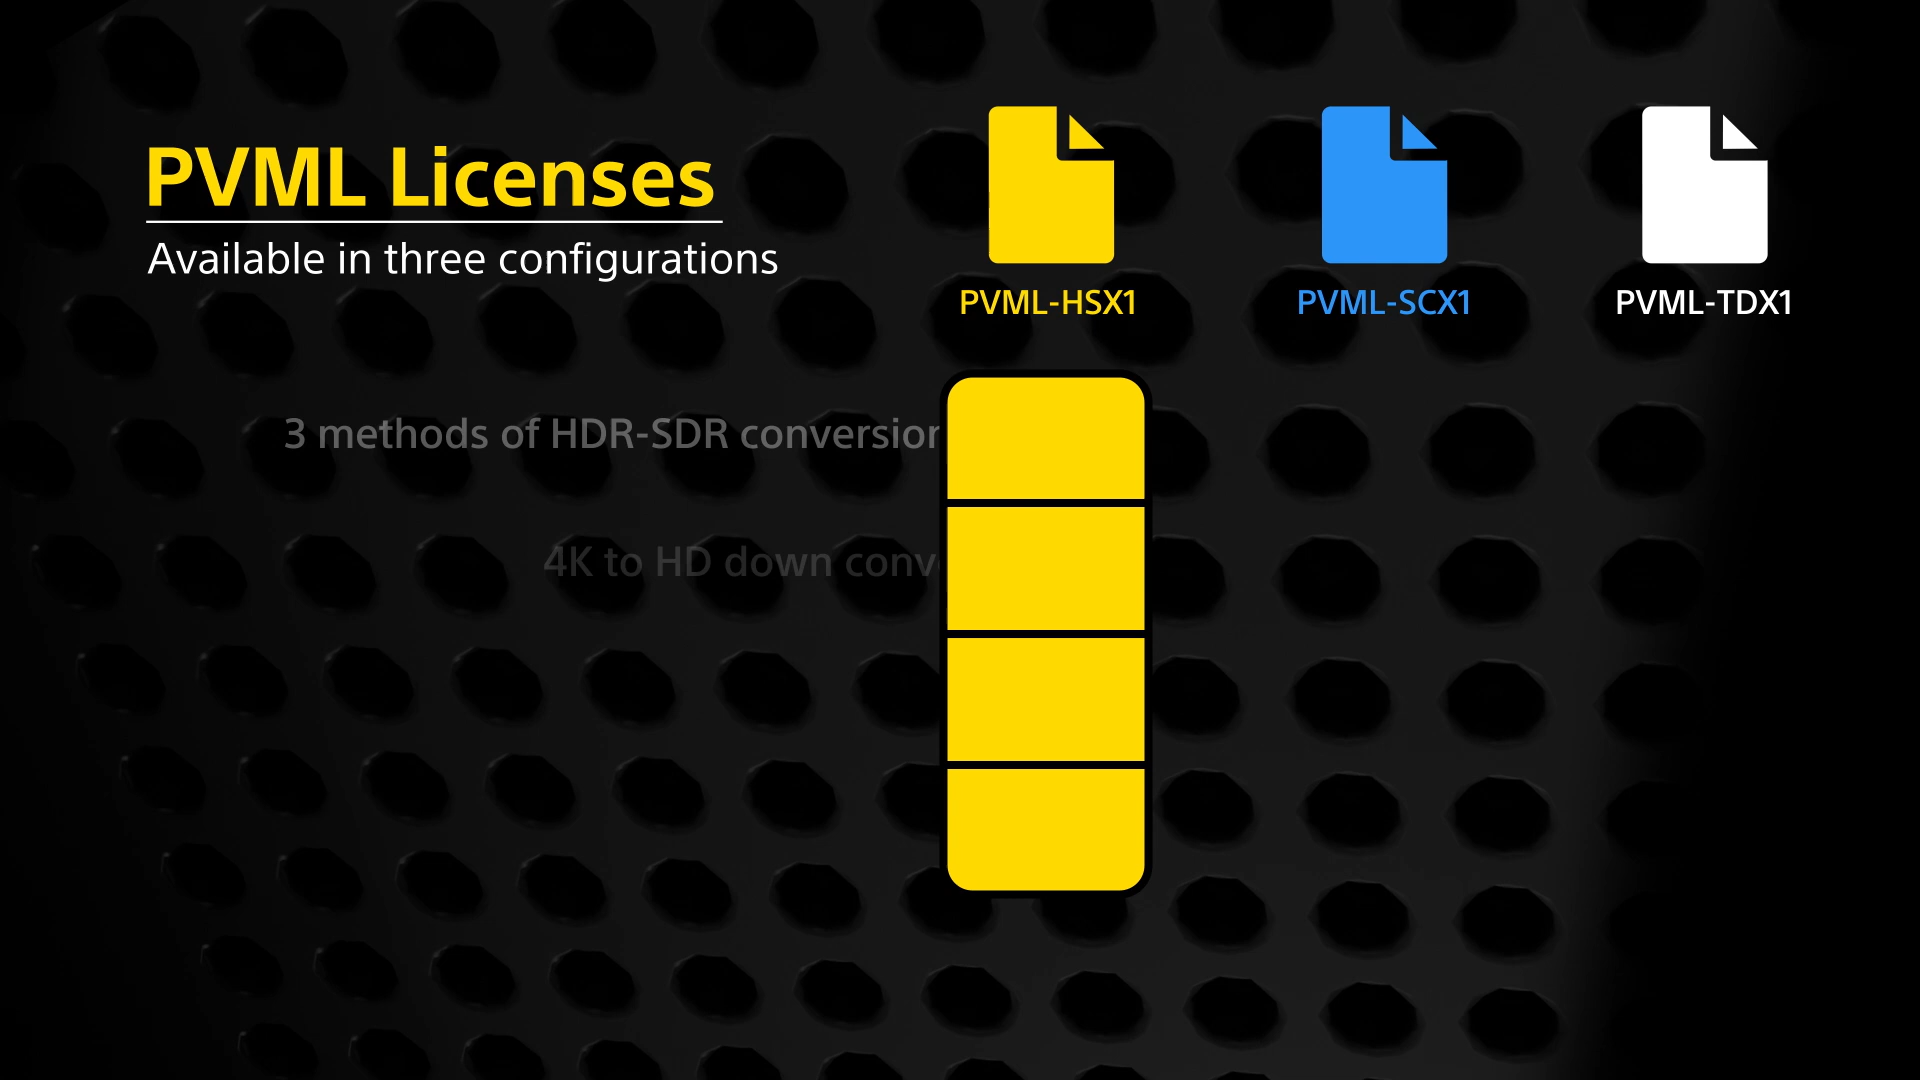 PVML Licenses
Available in three configurations
PVML-HSX1
PVML-SCX1
PVML-TDX1
3 methods of HDR-SDR conversion
4K to HD down